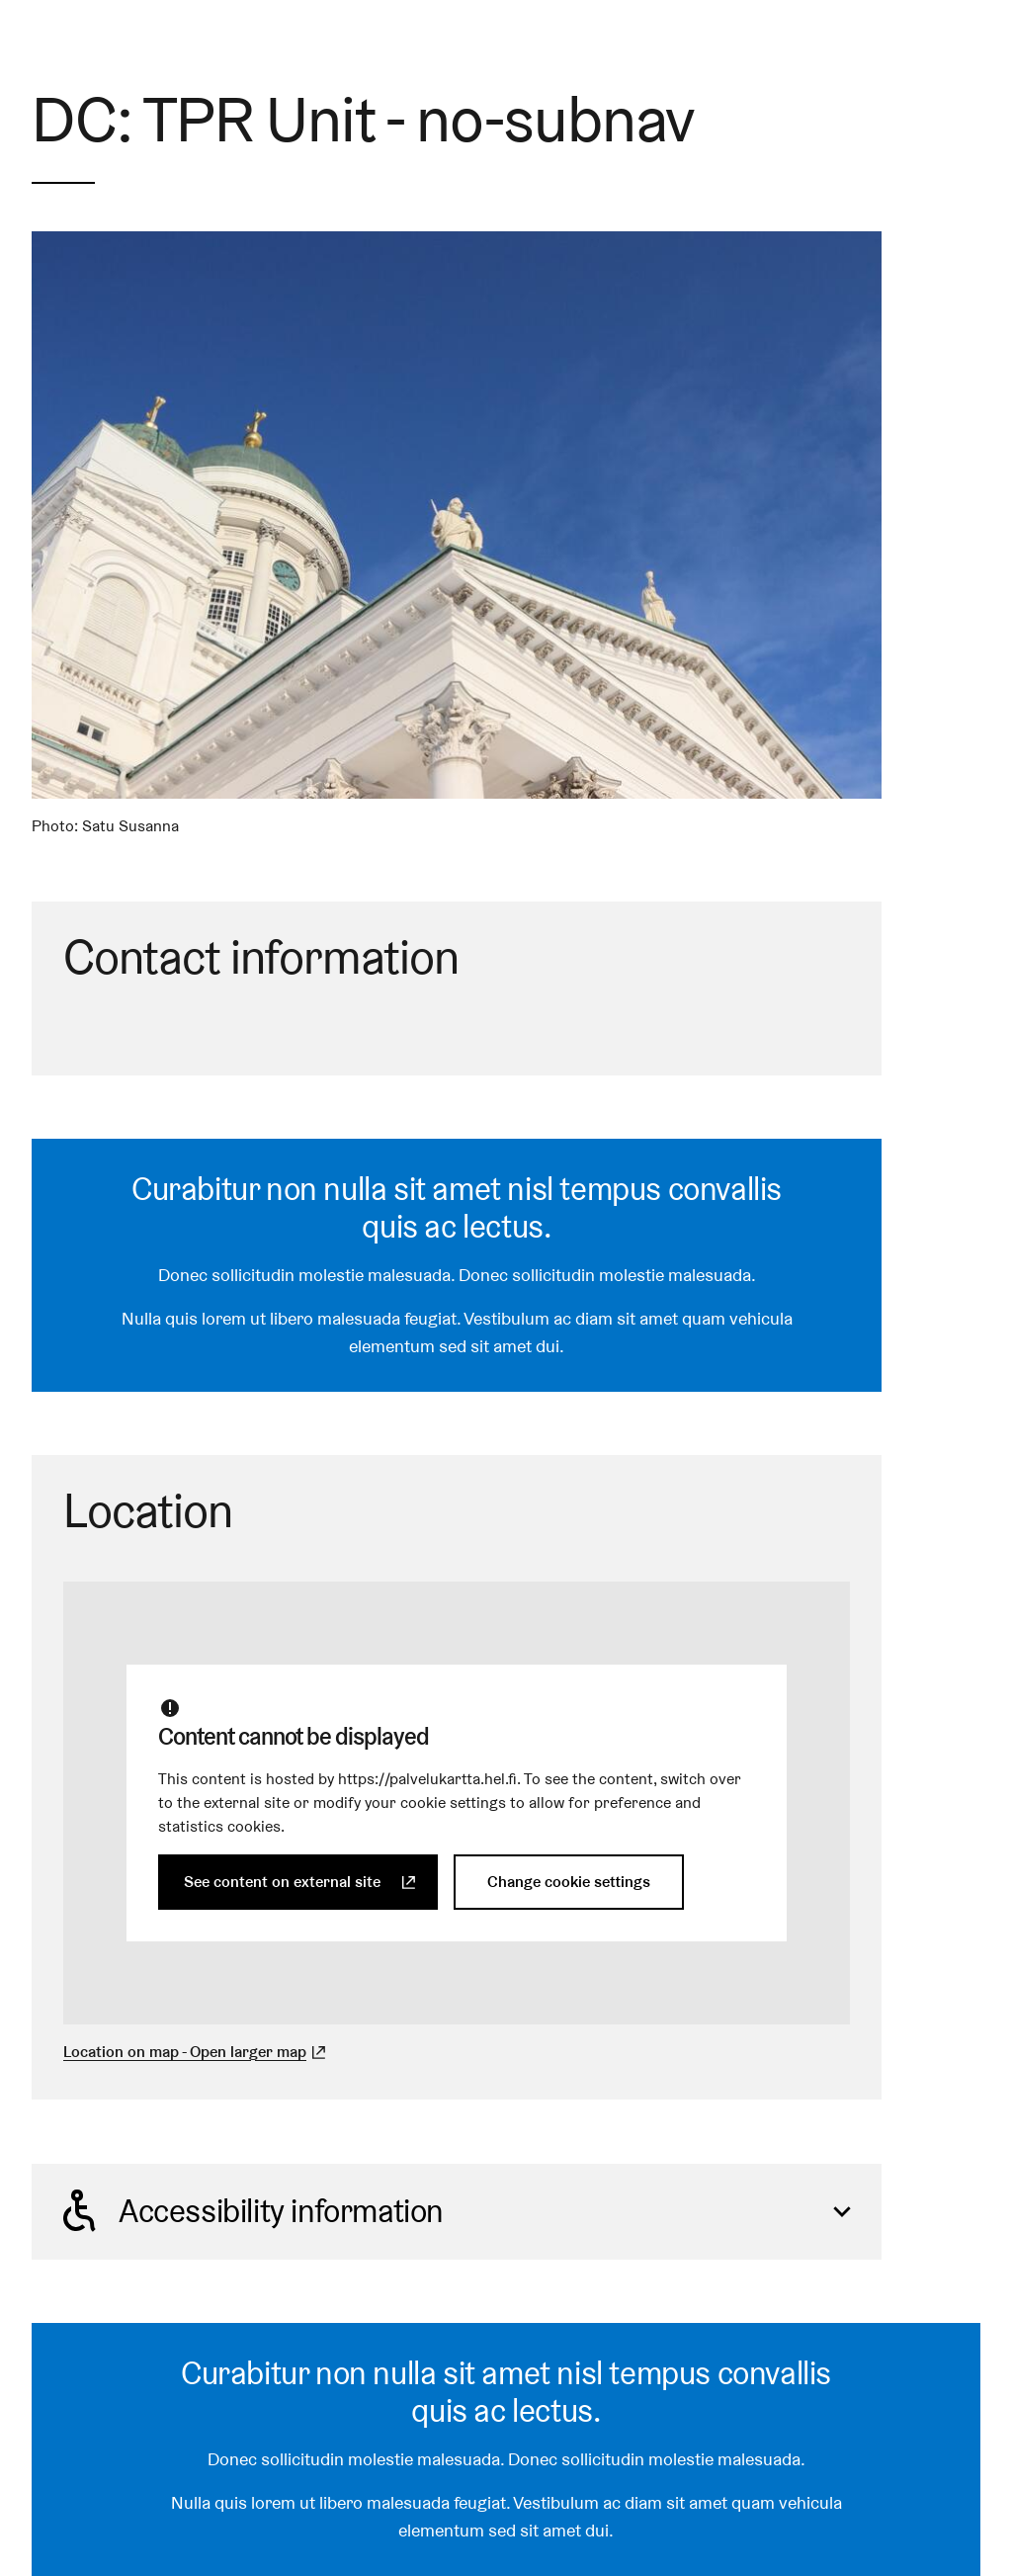 DC: TPR Unit - no-subnav
Photo: Satu Susanna
Contact information
Curabitur non nulla sit amet nisl tempus convallis
quis ac lectus.
Donec sollicitudin molestie malesuada. Donec sollicitudin molestie malesuada.
Nulla quis lorem ut libero malesuada feugiat. Vestibulum ac diam sit amet quam vehicula
elementum sed sit amet dui.
Location
Content cannot be displayed
This content is hosted by https://palvelukartta.hel.fi. To see the content, switch over
to the external site or modify your cookie settings to allow for preference and
statistics cookies.
See content on external site
Change cookie settings
Location on map - Open larger map
Accessibility information
Curabitur non nulla sit amet nisl tempus convallis
quis ac lectus.
Donec sollicitudin molestie malesuada. Donec sollicitudin molestie malesuada.
Nulla quis lorem ut libero malesuada feugiat. Vestibulum ac diam sit amet quam vehicula
elementum sed sit amet dui.